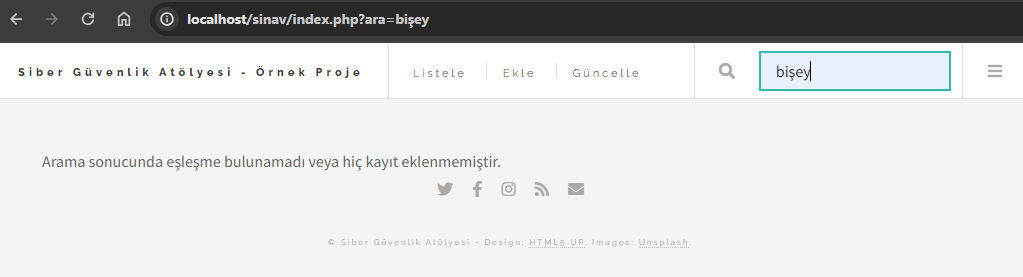 localhost/sinav/index.php?ara=bişey
Siber Güvenlik Atölyesi - Örnek Proje
Listele
Ekle
Güncelle
bişey
Arama sonucunda eşleşme bulunamadı veya hiç kayıt eklenmemiştir.
© Siber Güvenlik Atölyesi - Design: HTML5 UP. Images: Unsplash.